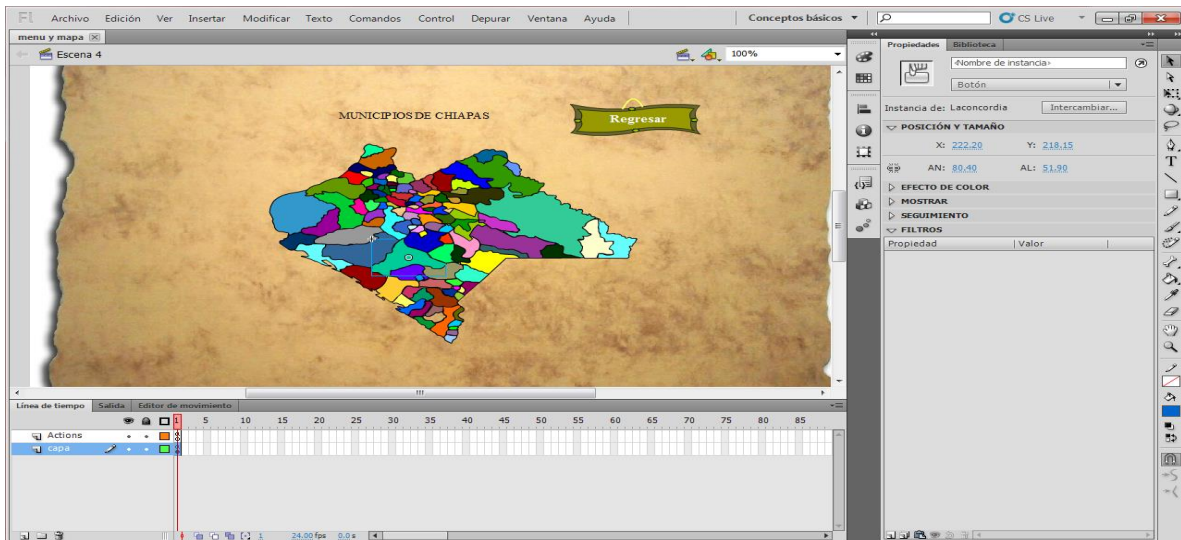 Fl Archivo Edición Ver Insertar Modificar Texto Comandos Control Depurar Ventana Ayuda Conceptos básicos CS Live
menu y mapa
Escena 4 100%
MUNICIPIOS DE CHIAPAS
Regresar
Propiedades Biblioteca
<Nombre de instancia>
Botón
Instancia de: Laconcordia Intercambiar...
POSICIÓN Y TAMAÑO
X: 222.20 Y: 218.15
AN: 80.40 AL: 51.90
EFECTO DE COLOR
MOSTRAR
SEGUIMIENTO
FILTROS
Propiedad Valor
Línea de tiempo Salida Editor de movimiento
1 5 10 15 20 25 30 35 40 45 50 55 60 65 70 75 80 85
Actions
capa
1 24.00 fps 0.0 s